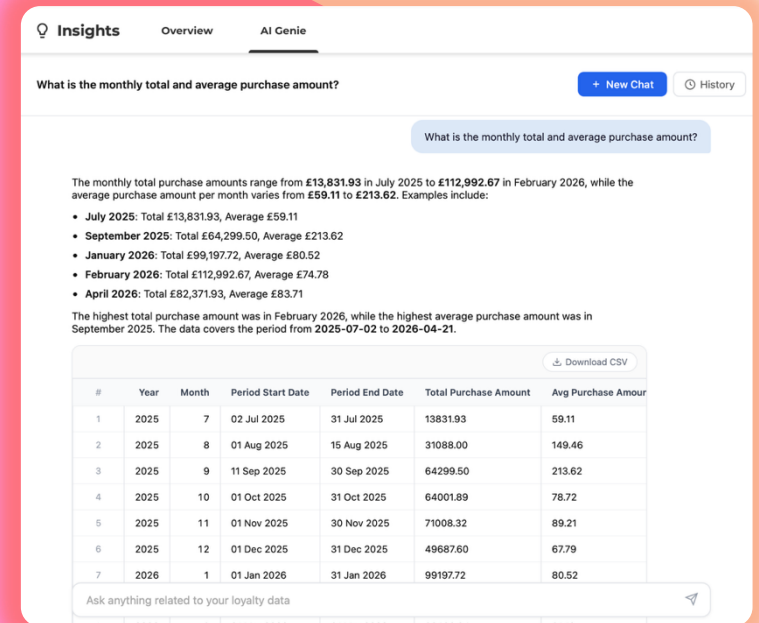 Insights Overview AI Genie
What is the monthly total and average purchase amount?
+ New Chat History
What is the monthly total and average purchase amount?
The monthly total purchase amounts range from £13,831.93 in July 2025 to £112,992.67 in February 2026, while the
average purchase amount per month varies from £59.11 to £213.62. Examples include:
• July 2025: Total £13,831.93, Average £59.11
• September 2025: Total £64,299.50, Average £213.62
• January 2026: Total £99,197.72, Average £80.52
• February 2026: Total £112,992.67, Average £74.78
• April 2026: Total £82,371.93, Average £83.71
The highest total purchase amount was in February 2026, while the highest average purchase amount was in
September 2025. The data covers the period from 2025-07-02 to 2026-04-21.
Download CSV
# Year Month Period Start Date Period End Date Total Purchase Amount Avg Purchase Amour
1 2025 7 02 Jul 2025 31 Jul 2025 13831.93 59.11
2 2025 8 01 Aug 2025 15 Aug 2025 31088.00 149.46
3 2025 9 11 Sep 2025 30 Sep 2025 64299.50 213.62
4 2025 10 01 Oct 2025 31 Oct 2025 64001.89 78.72
5 2025 11 01 Nov 2025 30 Nov 2025 71008.32 89.21
6 2025 12 01 Dec 2025 31 Dec 2025 49687.60 67.79
7 2026 1 01 Jan 2026 31 Jan 2026 99197.72 80.52
Ask anything related to your loyalty data